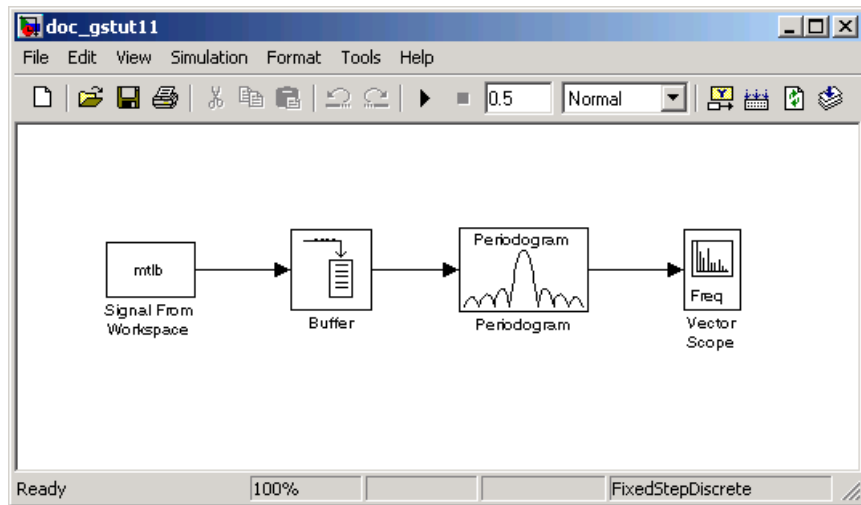 doc_gstut11
File Edit View Simulation Format Tools Help
0.5 Normal
mtlb
Signal From
Workspace
Buffer
Periodogram
Periodogram
Freq
Vector
Scope
Ready 100% FixedStepDiscrete